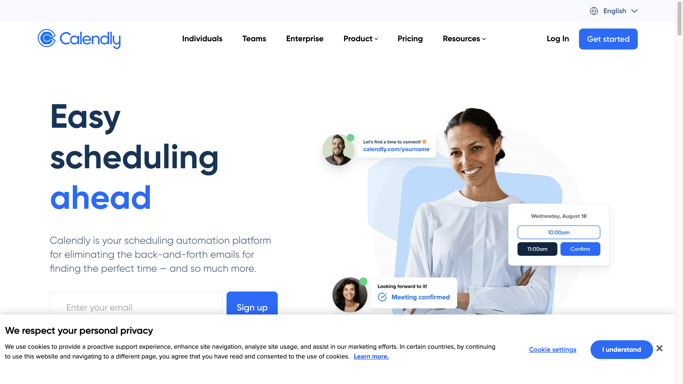 English
Calendly
Individuals
Teams
Enterprise
Product
Pricing
Resources
Log In
Get started
Easy
scheduling
ahead
Calendly is your scheduling automation platform
for eliminating the back-and-forth emails for
finding the perfect time — and so much more.
Enter your email
Sign up
Let's find a time to connect! 😊
calendly.com/yourname
Wednesday, August 18
10:00am
11:00am
Confirm
Looking forward to it!
Meeting confirmed
We respect your personal privacy
We use cookies to provide a proactive support experience, enhance site navigation, analyze site usage, and assist in our marketing efforts. In certain countries, by continuing
to use this website and navigating to a different page, you agree that you have read and consented to the use of cookies. Learn more.
Cookie settings
I understand